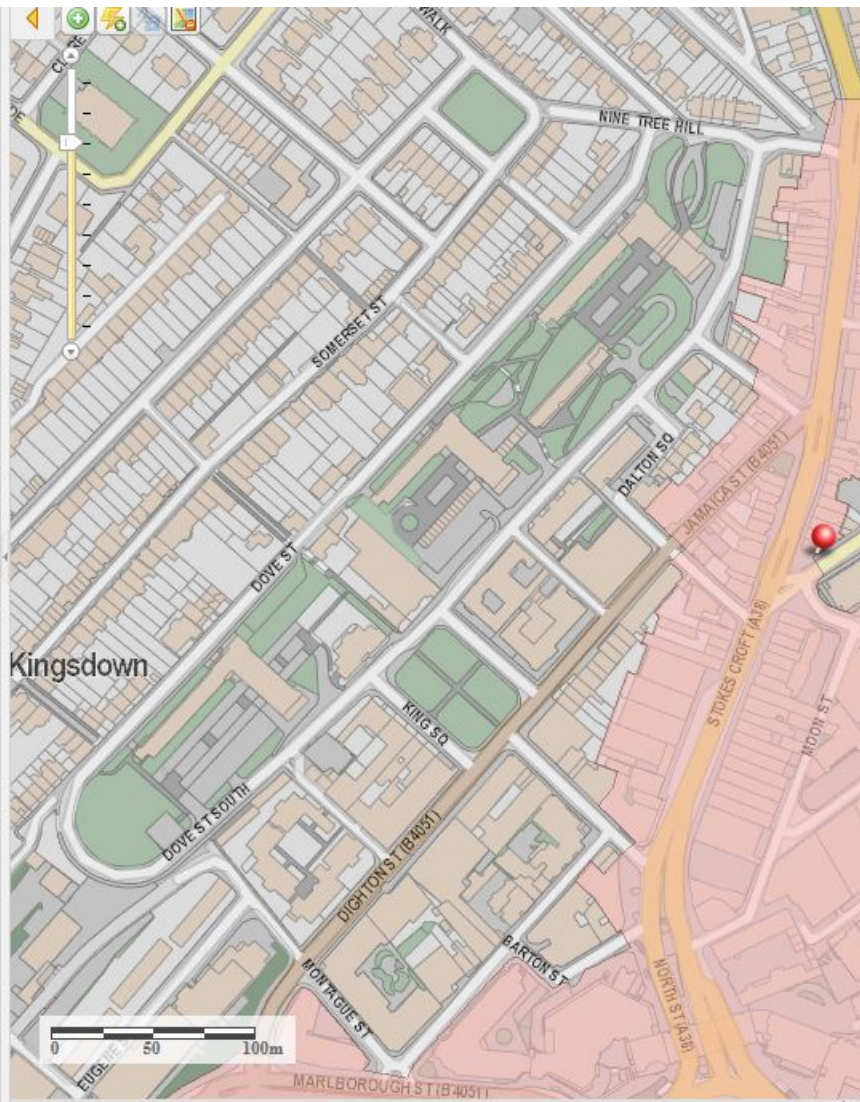 WALK
NINE TREE HILL
SOMERSET ST
DALTON SQ
JAMAICA ST (B4051)
DOVE ST
STOKES CROFT (A38)
Kingsdown
KING SQ
MOON ST
DOVE ST SOUTH
DIGHTON ST (B4051)
BARTON ST
MONTAGUE ST
NORTH ST (A38)
0 50 100m
EUGENE
MARLBOROUGH ST (B4051)